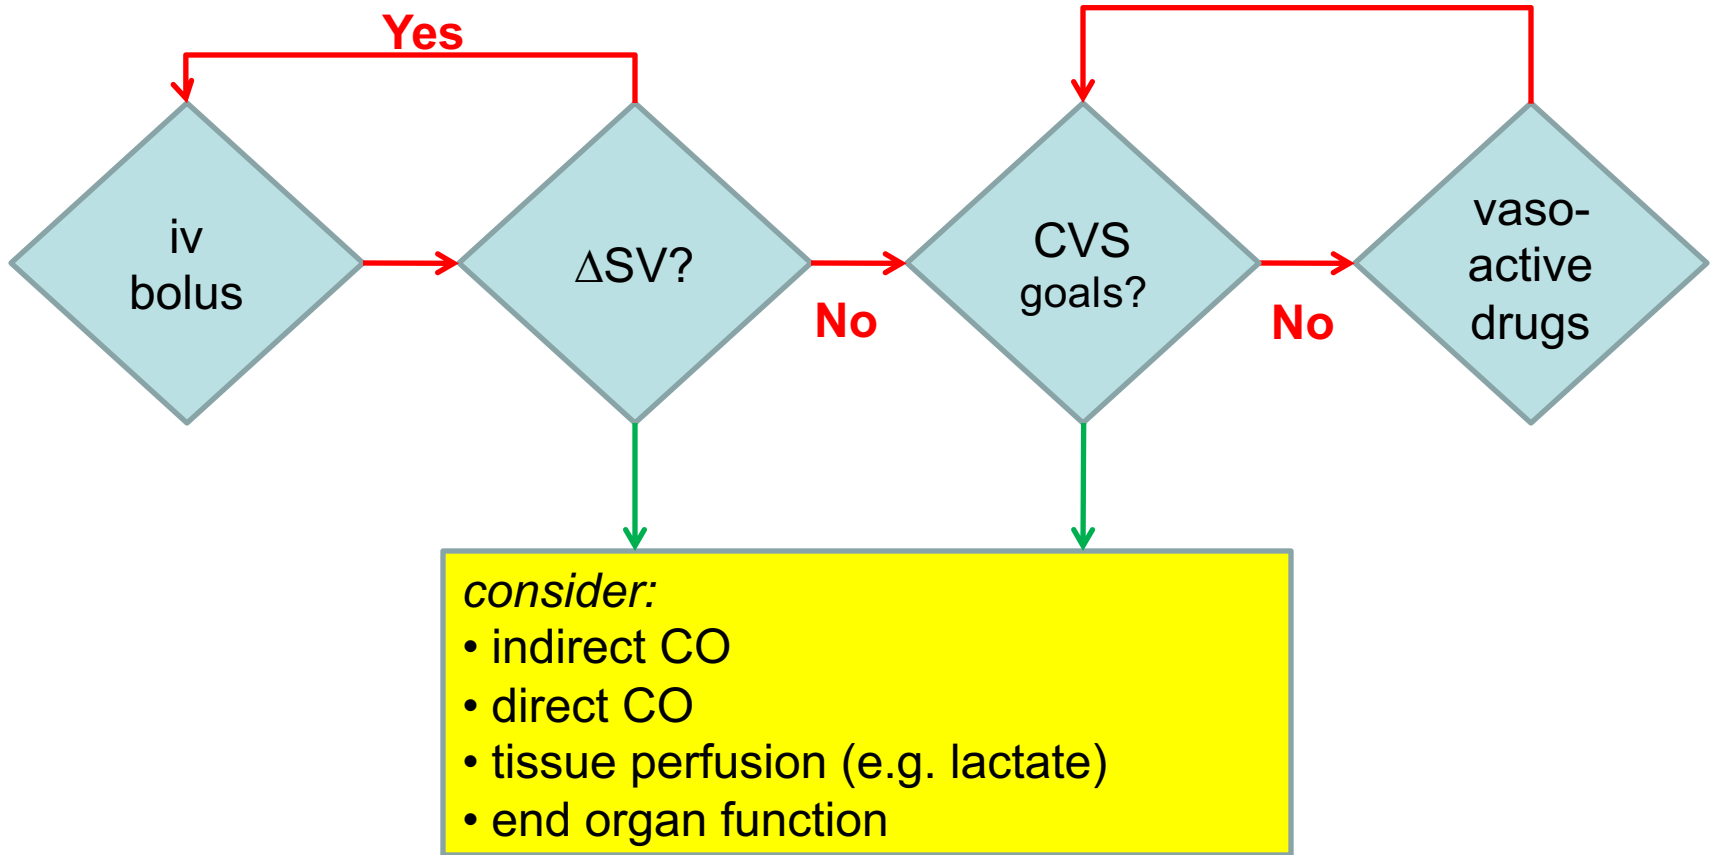 Yes
iv
bolus
∆SV?
No
CVS
goals?
No
vaso-
active
drugs
consider:
• indirect CO
• direct CO
• tissue perfusion (e.g. lactate)
• end organ function